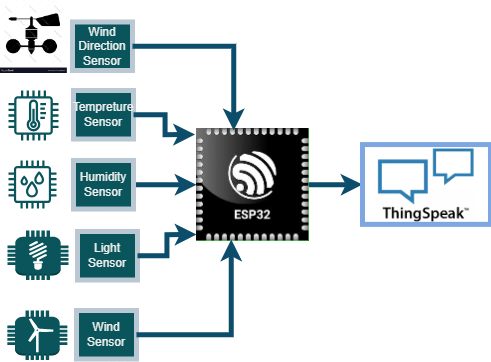 Wind
Direction
Sensor
Tempreture
Sensor
Humidity
Sensor
Light
Sensor
Wind
Sensor
ESP32
ThingSpeak™